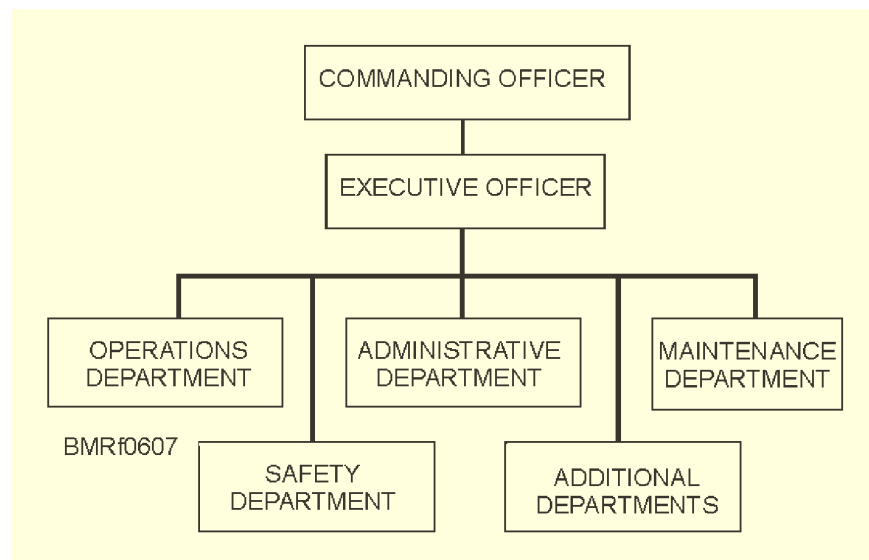 COMMANDING OFFICER
EXECUTIVE OFFICER
OPERATIONS
DEPARTMENT
ADMINISTRATIVE
DEPARTMENT
MAINTENANCE
DEPARTMENT
BMRf0607
SAFETY
DEPARTMENT
ADDITIONAL
DEPARTMENTS